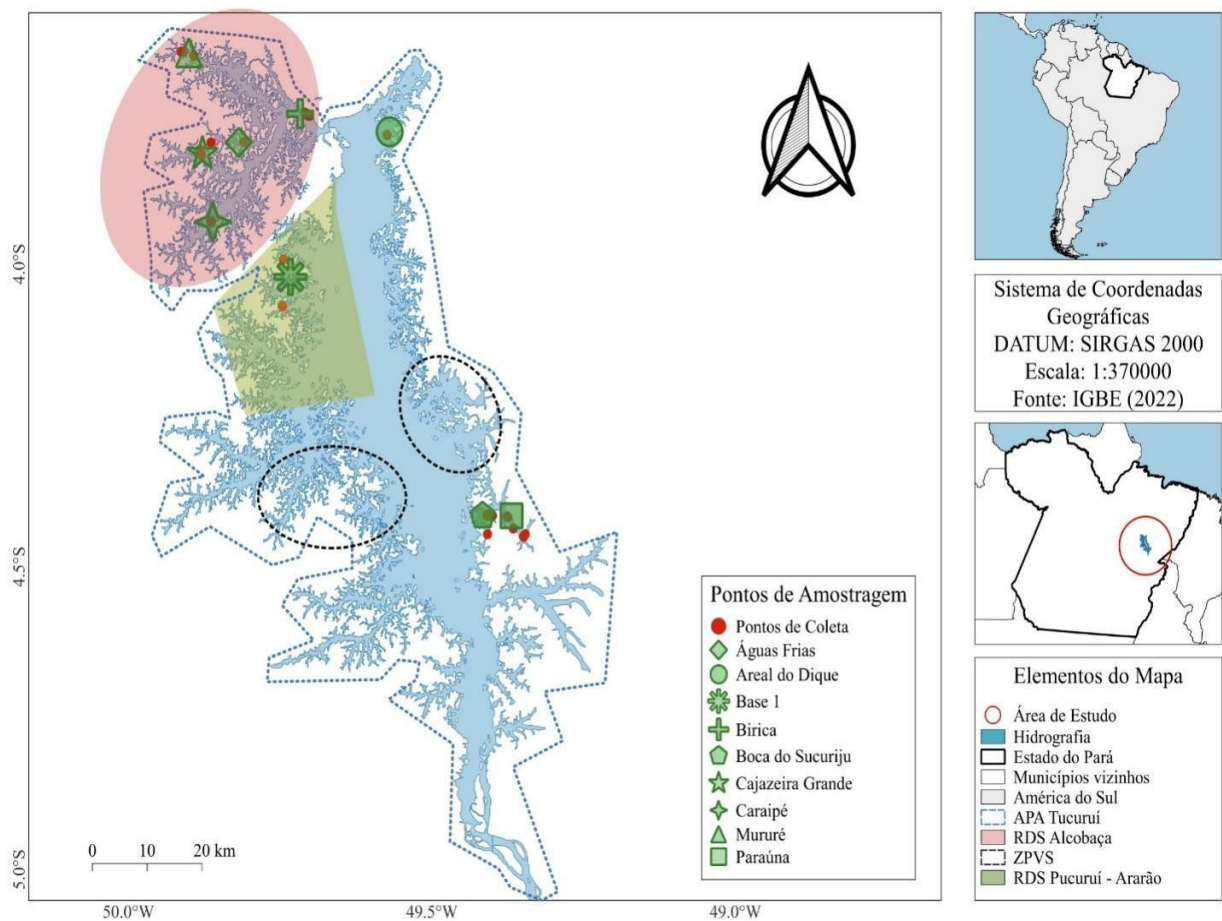 4.0°S
4.5°S
5.0°S
50.0°W
49.5°W
49.0°W
0 10 20 km
Pontos de Amostragem
Pontos de Coleta
Águas Frias
Areal do Dique
Base 1
Birica
Boca do Sucuriju
Cajazeira Grande
Caraipé
Mururé
Paraúna
Sistema de Coordenadas
Geográficas
DATUM: SIRGAS 2000
Escala: 1:370000
Fonte: IGBE (2022)
Elementos do Mapa
Área de Estudo
Hidrografia
Estado do Pará
Municípios vizinhos
América do Sul
APA Tucuruí
RDS Alcobaça
ZPVS
RDS Pucuruí - Ararão